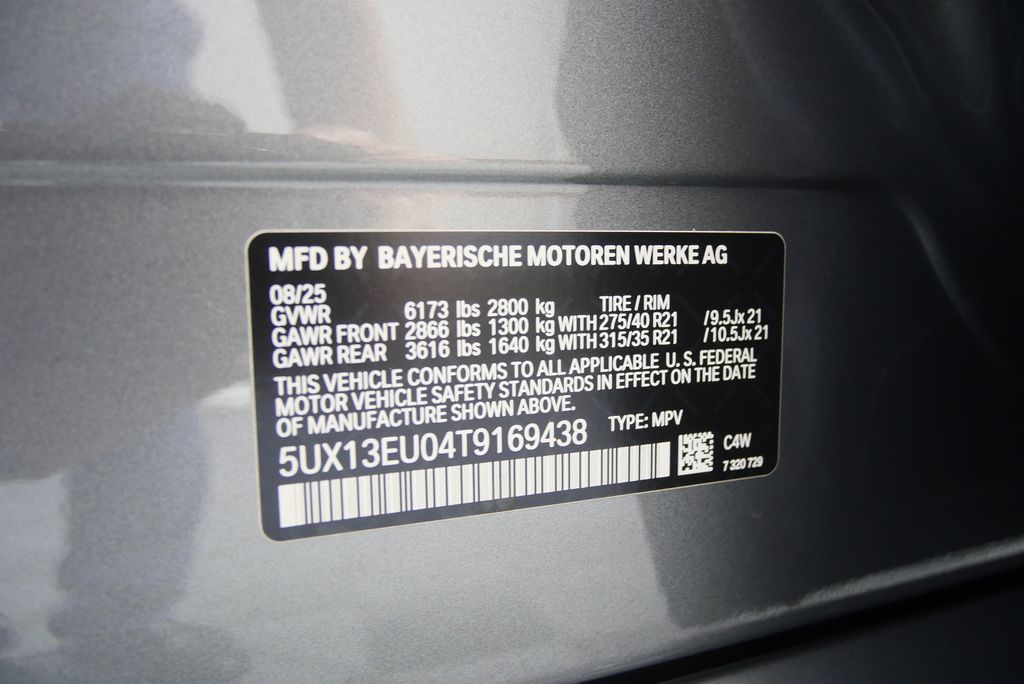 MFD BY BAYERISCHE MOTOREN WERKE AG
08/25
GVWR 6173 lbs 2800 kg TIRE / RIM
GAWR FRONT 2866 lbs 1300 kg WITH 275/40 R21 /9.5Jx 21
GAWR REAR 3616 lbs 1640 kg WITH 315/35 R21 /10.5Jx 21
THIS VEHICLE CONFORMS TO ALL APPLICABLE U. S. FEDERAL
MOTOR VEHICLE SAFETY STANDARDS IN EFFECT ON THE DATE
OF MANUFACTURE SHOWN ABOVE.
5UX13EU04T9169438 TYPE: MPV
C4W
7 320 729